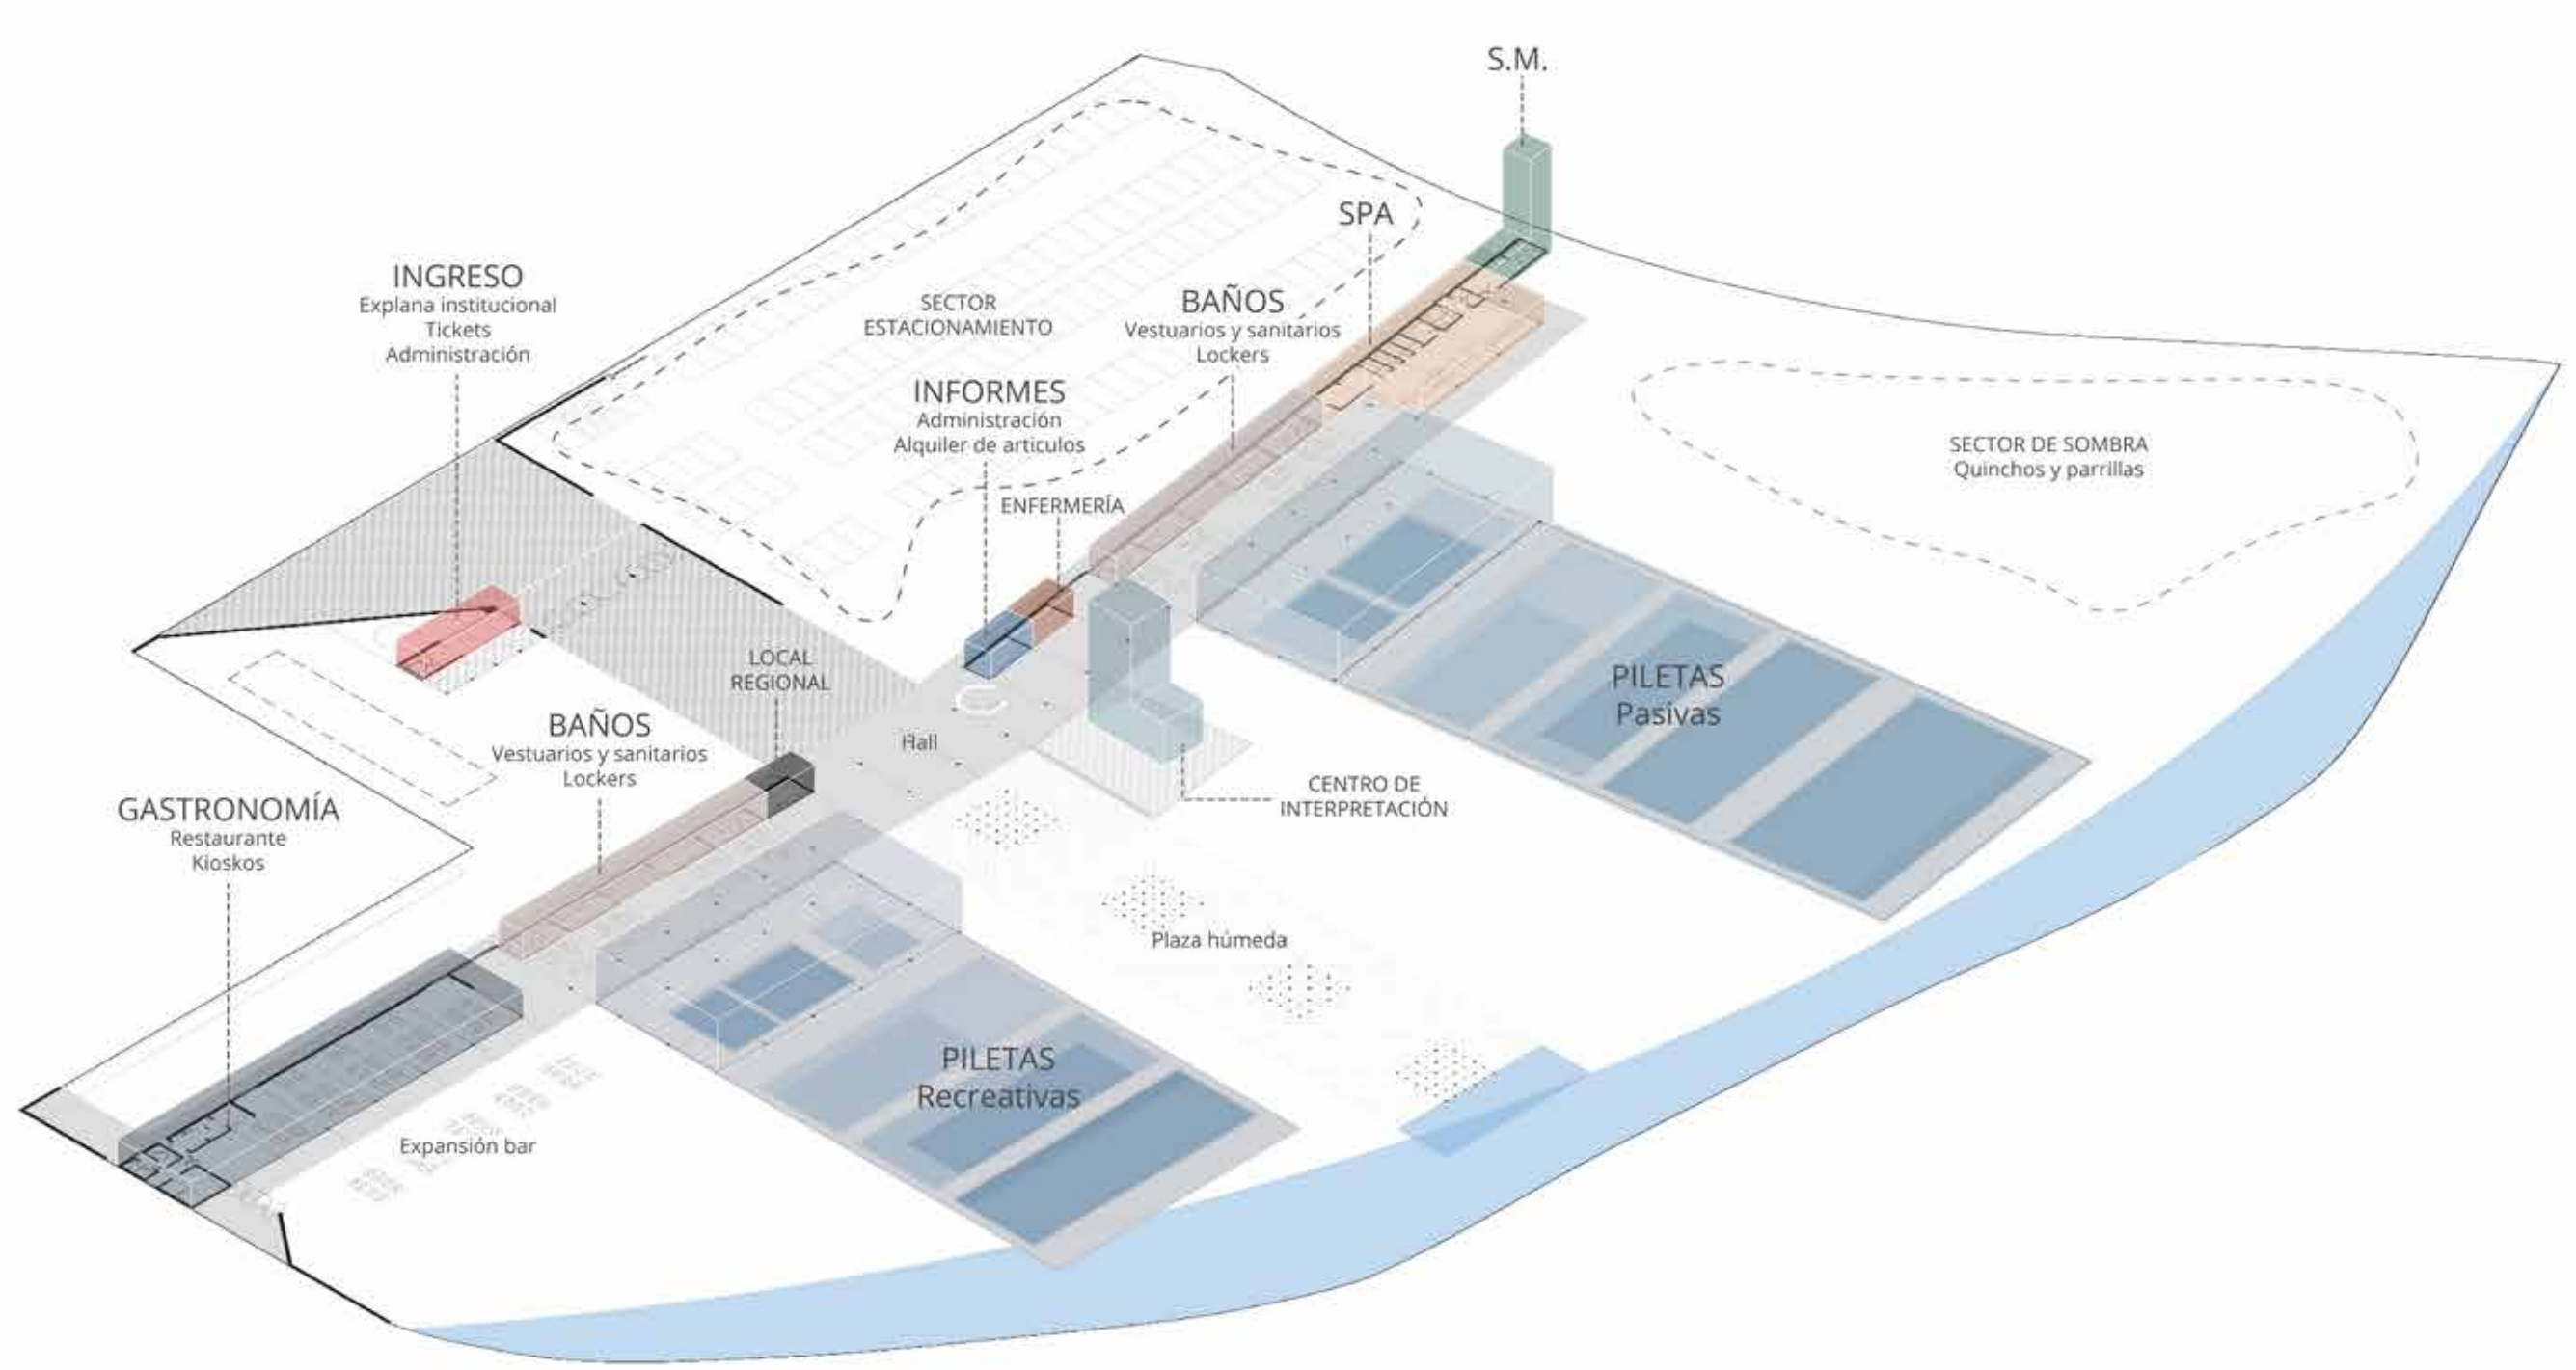 S.M.
SPA
INGRESO
Explana institucional
Tickets
Administración
SECTOR
ESTACIONAMIENTO
BAÑOS
Vestuarios y sanitarios
Lockers
INFORMES
Administración
Alquiler de articulos
ENFERMERÍA
SECTOR DE SOMBRA
Quinchos y parrillas
LOCAL
REGIONAL
PILETAS
Pasivas
BAÑOS
Vestuarios y sanitarios
Lockers
Hall
CENTRO DE
INTERPRETACIÓN
GASTRONOMÍA
Restaurante
Kioskos
Plaza húmeda
PILETAS
Recreativas
Expansión bar